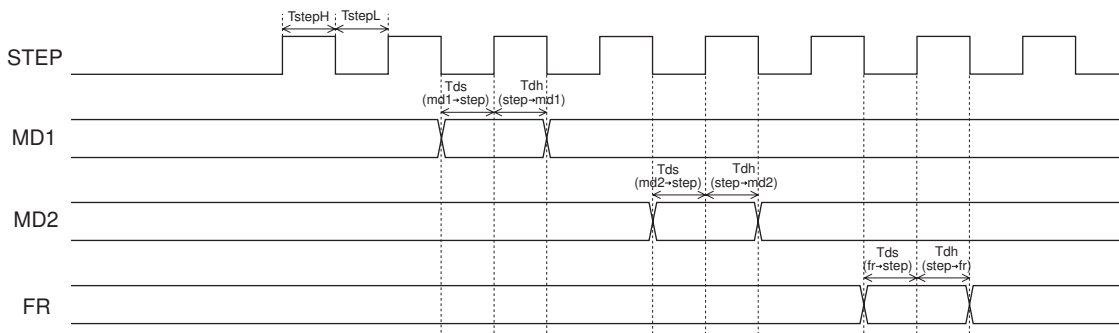 TstepH TstepL
STEP
Tds
(md1→step)
Tdh
(step→md1)
MD1
Tds
(md2→step)
Tdh
(step→md2)
MD2
Tds
(fr→step)
Tdh
(step→fr)
FR